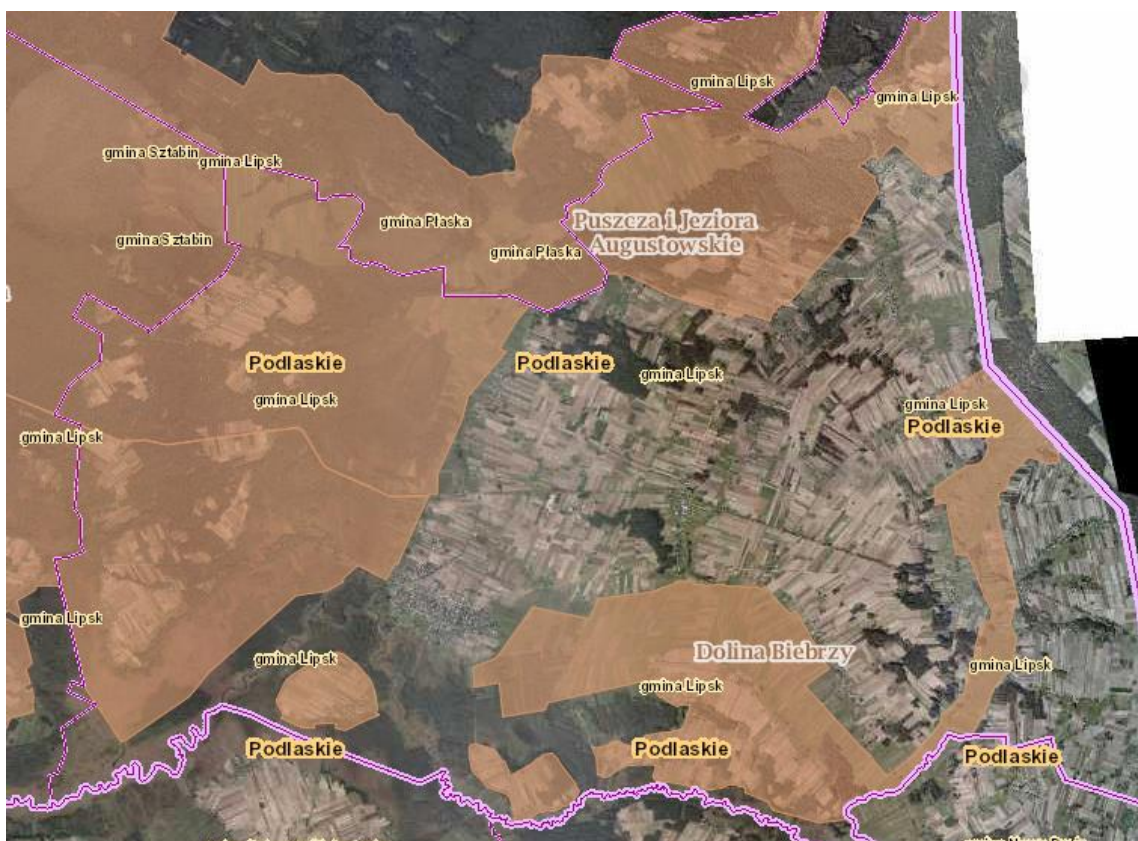 gmina Lipsk
gmina Lipsk
gmina Sztabin
gmina Lipsk
gmina Płaska
Puszcza i Jeziora
Augustowskie
gmina Sztabin
gmina Płaska
Podlaskie
Podlaskie
gmina Lipsk
gmina Lipsk
gmina Lipsk
Podlaskie
gmina Lipsk
gmina Lipsk
Dolina Biebrzy
gmina Lipsk
gmina Lipsk
gmina Lipsk
Podlaskie
Podlaskie
Podlaskie